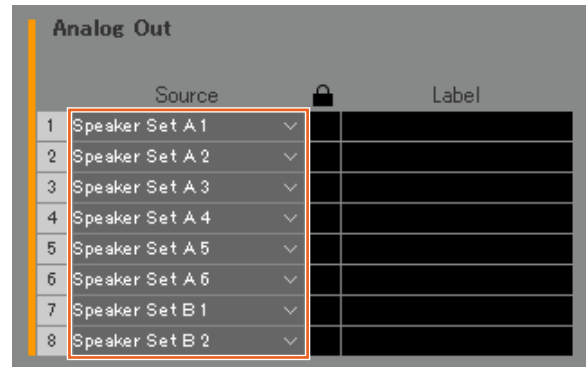 Analog Out
Source Label
1 Speaker Set A 1
2 Speaker Set A 2
3 Speaker Set A 3
4 Speaker Set A 4
5 Speaker Set A 5
6 Speaker Set A 6
7 Speaker Set B 1
8 Speaker Set B 2